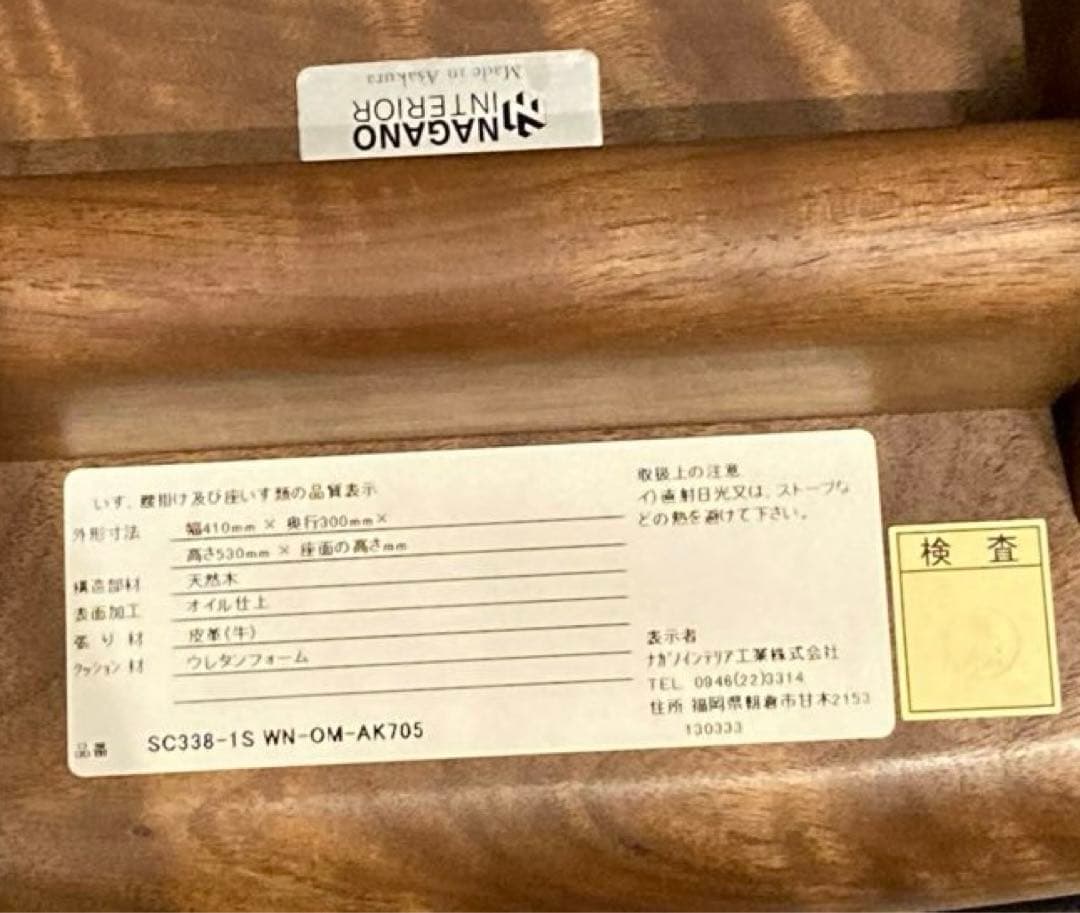 Made in Asakura
NAGANO
INTERIOR
いす、腰掛け及び座いす類の品質表示
外形寸法 幅410mm × 奥行300mm×
高さ530mm × 座面の高さmm
構造部材 天然木
表面加工 オイル仕上
張り材 皮革(牛)
クッション材 ウレタンフォーム
品番 SC338-1S WN-OM-AK705
取扱上の注意
イ)直射日光又は、ストーブな
どの熱を避けて下さい。
表示者
ナガノインテリア工業株式会社
TEL 0946(22)3314
住所 福岡県朝倉市甘木2153
130333
検査